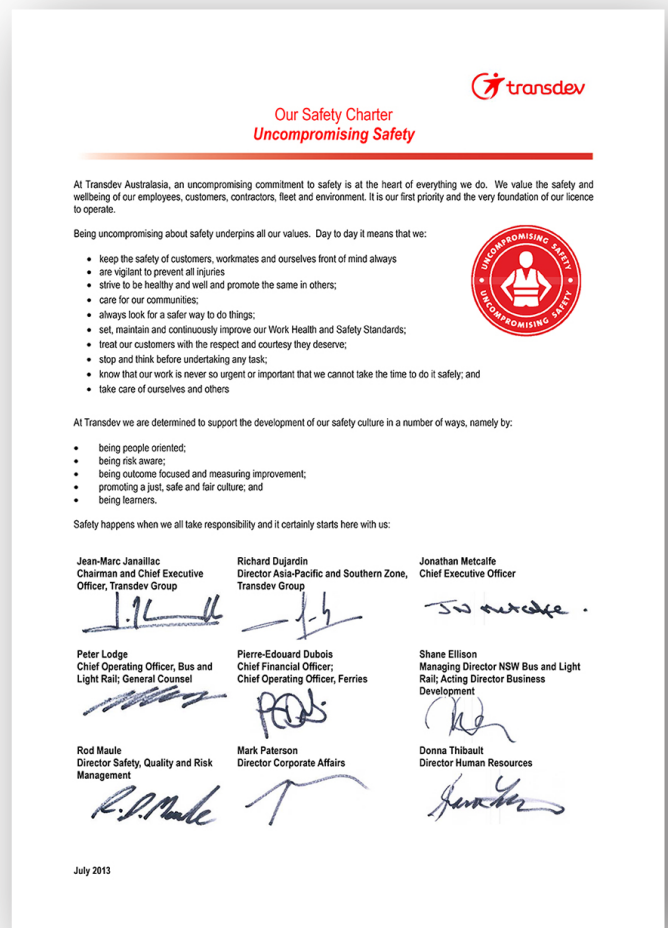 transdev
Our Safety Charter
Uncompromising Safety
At Transdev Australasia, an uncompromising commitment to safety is at the heart of everything we do. We value the safety and
wellbeing of our employees, customers, contractors, fleet and environment. It is our first priority and the very foundation of our licence
to operate.
Being uncompromising about safety underpins all our values. Day to day it means that we:
• keep the safety of customers, workmates and ourselves front of mind always
• are vigilant to prevent all injuries
• strive to be healthy and well and promote the same in others;
• care for our communities;
• always look for a safer way to do things;
• set, maintain and continuously improve our Work Health and Safety Standards;
• treat our customers with the respect and courtesy they deserve;
• stop and think before undertaking any task;
• know that our work is never so urgent or important that we cannot take the time to do it safely; and
• take care of ourselves and others
UNCOMPROMISING SAFETY
UNCOMPROMISING SAFETY
At Transdev we are determined to support the development of our safety culture in a number of ways, namely by:
• being people oriented;
• being risk aware;
• being outcome focused and measuring improvement;
• promoting a just, safe and fair culture; and
• being learners.
Safety happens when we all take responsibility and it certainly starts here with us:
Jean-Marc Janaillac
Chairman and Chief Executive
Officer, Transdev Group
Richard Dujardin
Director Asia-Pacific and Southern Zone,
Transdev Group
Jonathan Metcalfe
Chief Executive Officer
JW Metcalfe.
Peter Lodge
Chief Operating Officer, Bus and
Light Rail; General Counsel
Pierre-Edouard Dubois
Chief Financial Officer;
Chief Operating Officer, Ferries
Shane Ellison
Managing Director NSW Bus and Light
Rail; Acting Director Business
Development
Rod Maule
Director Safety, Quality and Risk
Management
R.D. Maule
Mark Paterson
Director Corporate Affairs
Donna Thibault
Director Human Resources
July 2013